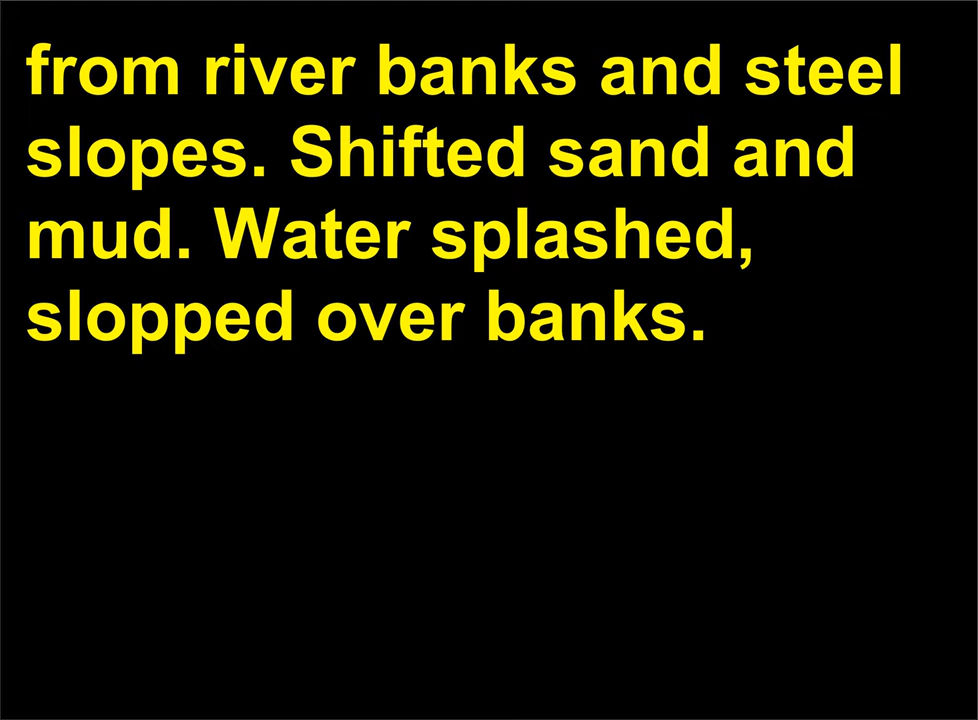 from river banks and steel
slopes. Shifted sand and
mud. Water splashed,
slopped over banks.